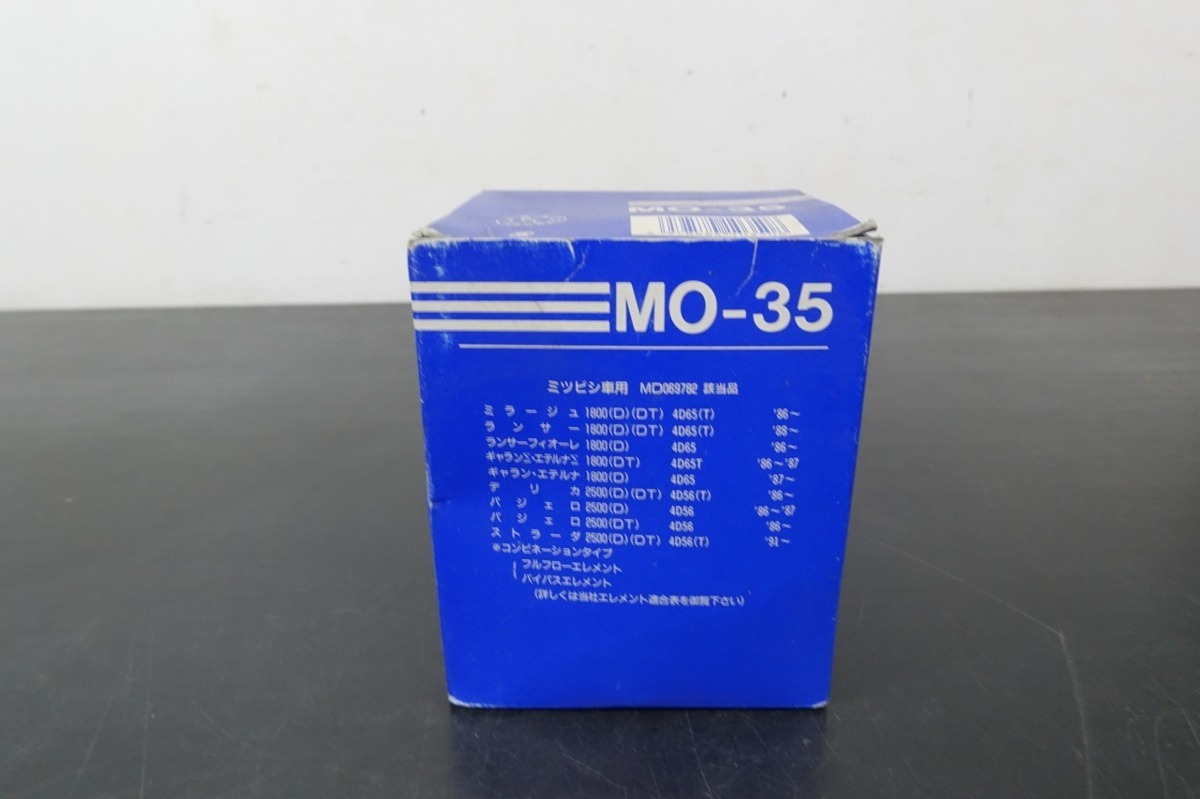 MO-35
MO-35
ミツビシ車用 MD069782 該当品
ミラージュ 1800(D)(DT) 4D65(T) '86～
ランサー 1800(D)(DT) 4D65(T) '88～
ランサーフィオーレ 1800(D) 4D65 '86～
ギャランΣ・エテルナΣ 1800(DT) 4D65T '86～'87
ギャラン・エテルナ 1800(D) 4D65 '87～
デリカ 2500(D)(DT) 4D56(T) '86～
パジェロ 2500(D) 4D56 '86～'87
パジェロ 2500(DT) 4D56 '86～
ストラーダ 2500(D)(DT) 4D56(T) '91～
※コンビネーションタイプ
フルフローエレメント
バイパスエレメント
(詳しくは当社エレメント適合表を御覧下さい)